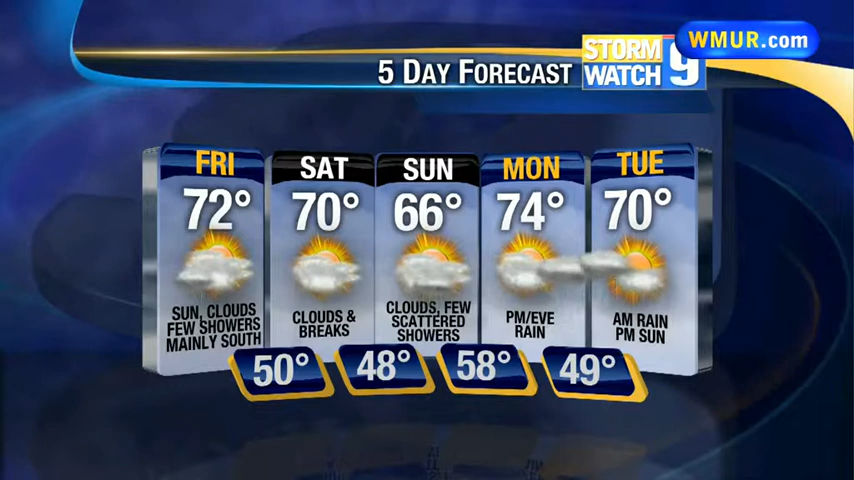 WMUR.com
STORM
WATCH 9
5 DAY FORECAST
FRI
72°
SUN, CLOUDS
FEW SHOWERS
MAINLY SOUTH
SAT
70°
CLOUDS &
BREAKS
SUN
66°
CLOUDS, FEW
SCATTERED
SHOWERS
MON
74°
PM/EVE
RAIN
TUE
70°
AM RAIN
PM SUN
50°
48°
58°
49°